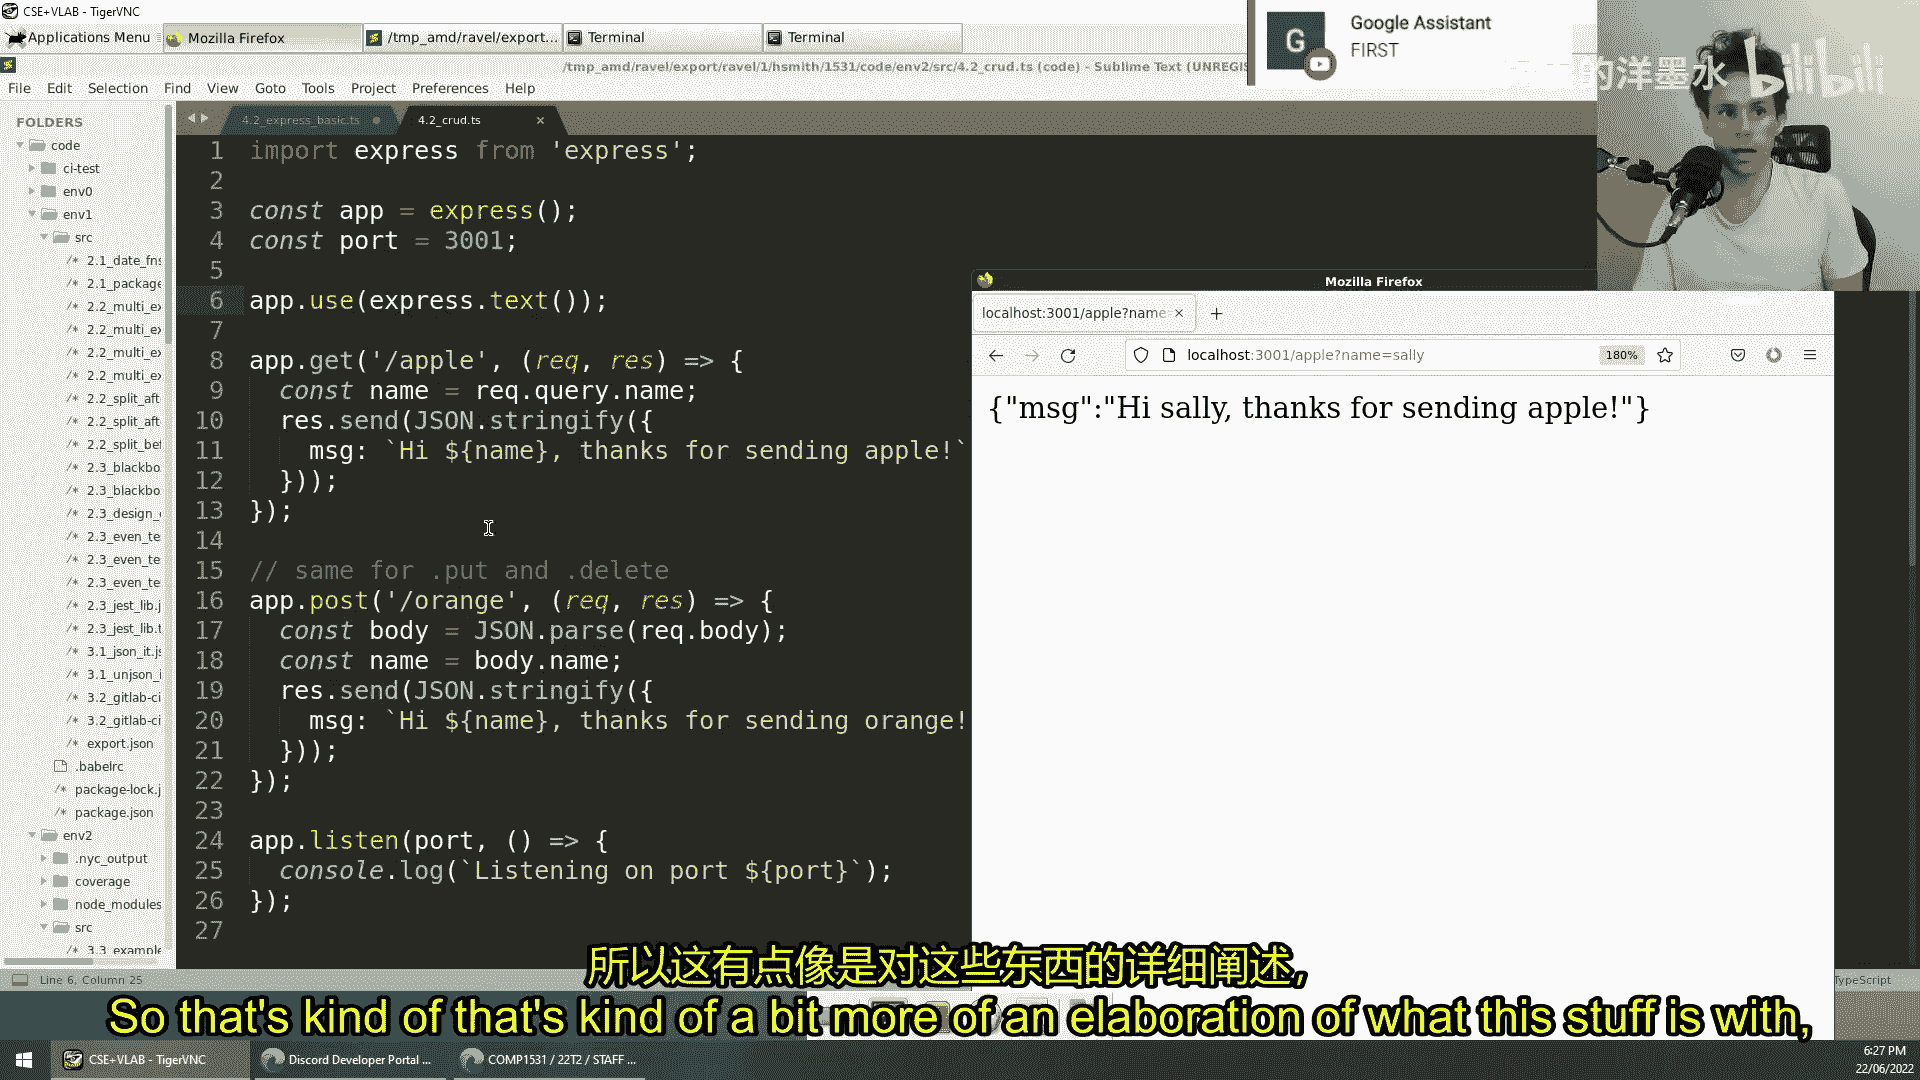 CSE+VLAB - TigerVNC
Applications Menu
Mozilla Firefox
/tmp_amd/ravel/export...
Terminal
Terminal
/tmp_amd/ravel/export/ravel/1/hsmith/1531/code/env2/src/4.2_crud.ts (code) - Sublime Text (UNREGIS
Google Assistant
FIRST
G
的洋墨水 bilibili
File Edit Selection Find View Goto Tools Project Preferences Help
FOLDERS
code
ci-test
env0
env1
src
2.1_date_fns
2.1_package
2.2_multi_ex
2.2_multi_ex
2.2_multi_ex
2.2_multi_ex
2.2_split_aft
2.2_split_aft
2.2_split_bef
2.3_blackbo
2.3_blackbo
2.3_design_
2.3_even_te
2.3_even_te
2.3_even_te
2.3_jest_lib.j
2.3_jest_lib.t
3.1_json_it.js
3.1_unjson_i
3.2_gitlab-ci
3.2_gitlab-ci
export.json
.babelrc
package-lock.j
package.json
env2
.nyc_output
coverage
node_modules
src
3.3_example
4.2_express_basic.ts
4.2_crud.ts
1 import express from 'express';
2
3 const app = express();
4 const port = 3001;
5
6 app.use(express.text());
7
8 app.get('/apple', (req, res) => {
9 const name = req.query.name;
10 res.send(JSON.stringify({
11 msg: `Hi ${name}, thanks for sending apple!`
12 }));
13 });
14
15 // same for .put and .delete
16 app.post('/orange', (req, res) => {
17 const body = JSON.parse(req.body);
18 const name = body.name;
19 res.send(JSON.stringify({
20 msg: `Hi ${name}, thanks for sending orange!
21 }));
22 });
23
24 app.listen(port, () => {
25 console.log(`Listening on port ${port}`);
26 });
27
Mozilla Firefox
localhost:3001/apple?name=
localhost:3001/apple?name=sally
180%
{"msg":"Hi sally, thanks for sending apple!"}
Line 6, Column 25
TypeScript
所以这有点像是对这些东西的详细阐述,
So that's kind of that's kind of a bit more of an elaboration of what this stuff is with,
CSE+VLAB - TigerVNC
Discord Developer Portal ...
COMP1531 / 22T2 / STAFF ...
6:27 PM
22/06/2022